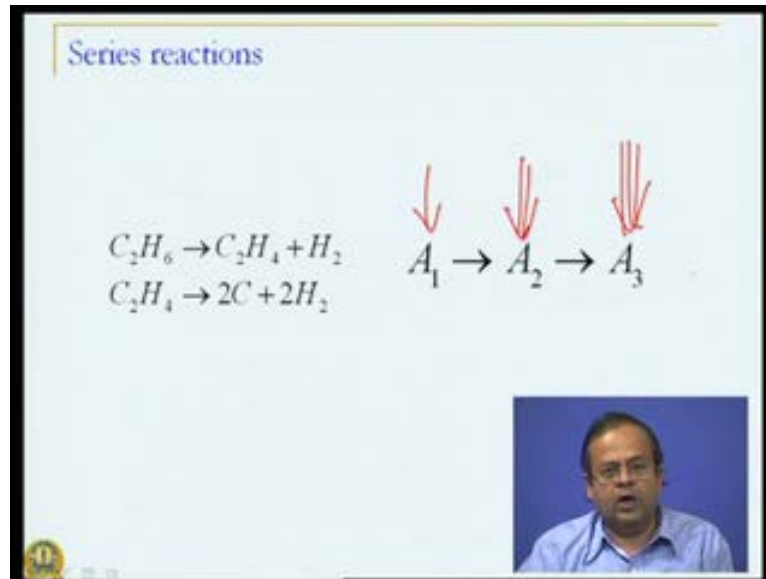 Series reactions
C₂H₆ → C₂H₄ + H₂
C₂H₄ → 2C + 2H₂
A₁ → A₂ → A₃